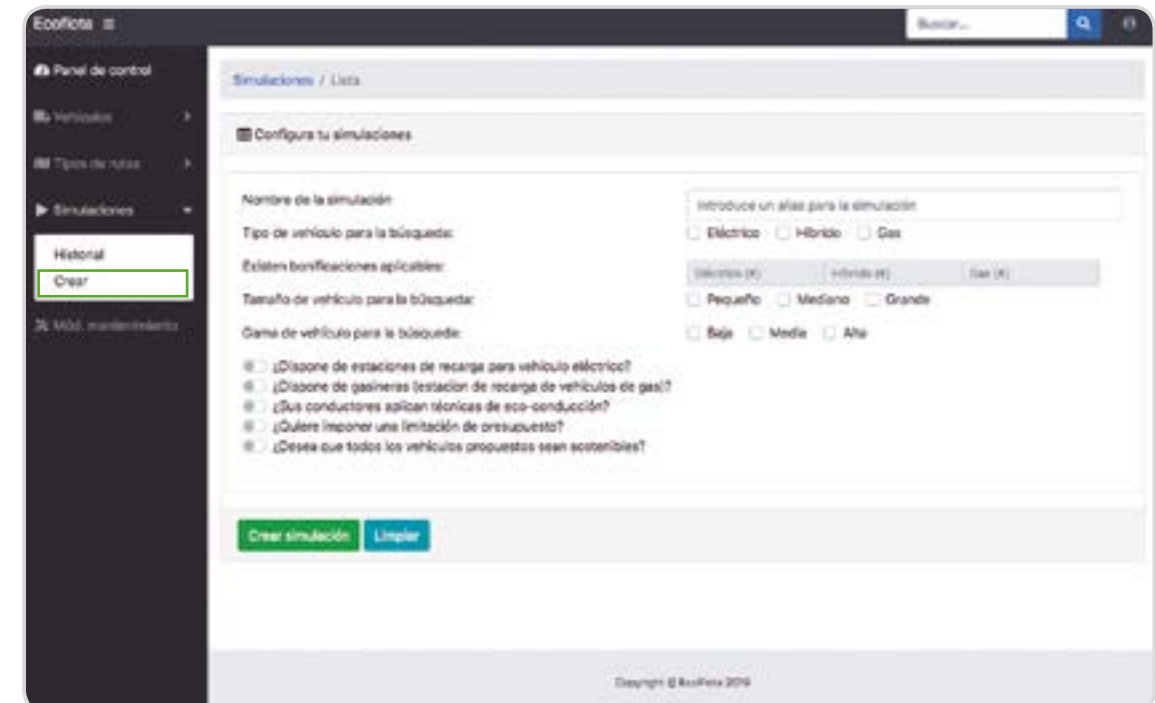 Ecoflota
Buscar...
Panel de control
Vehículos
Tipos de rutas
Simulaciones
Historial
Crear
Mód. mantenimiento
Simulaciones / Lista
Configura tu simulaciones
Nombre de la simulación
Introduce un alias para la simulación
Tipo de vehículo para la búsqueda:
Eléctrico Híbrido Gas
Existen bonificaciones aplicables:
Eléctrico (€) Híbrido (€) Gas (€)
Tamaño de vehículo para la búsqueda:
Pequeño Mediano Grande
Gama de vehículo para la búsqueda:
Baja Media Alta
¿Dispone de estaciones de recarga para vehículo eléctrico?
¿Dispone de gasineras (estacion de recarga de vehículos de gas)?
¿Sus conductores aplican técnicas de eco-conducción?
¿Quiere imponer una limitación de presupuesto?
¿Desea que todos los vehículos propuestos sean sostenibles?
Crear simulación Limpiar
Copyright © Ecoflota 2019